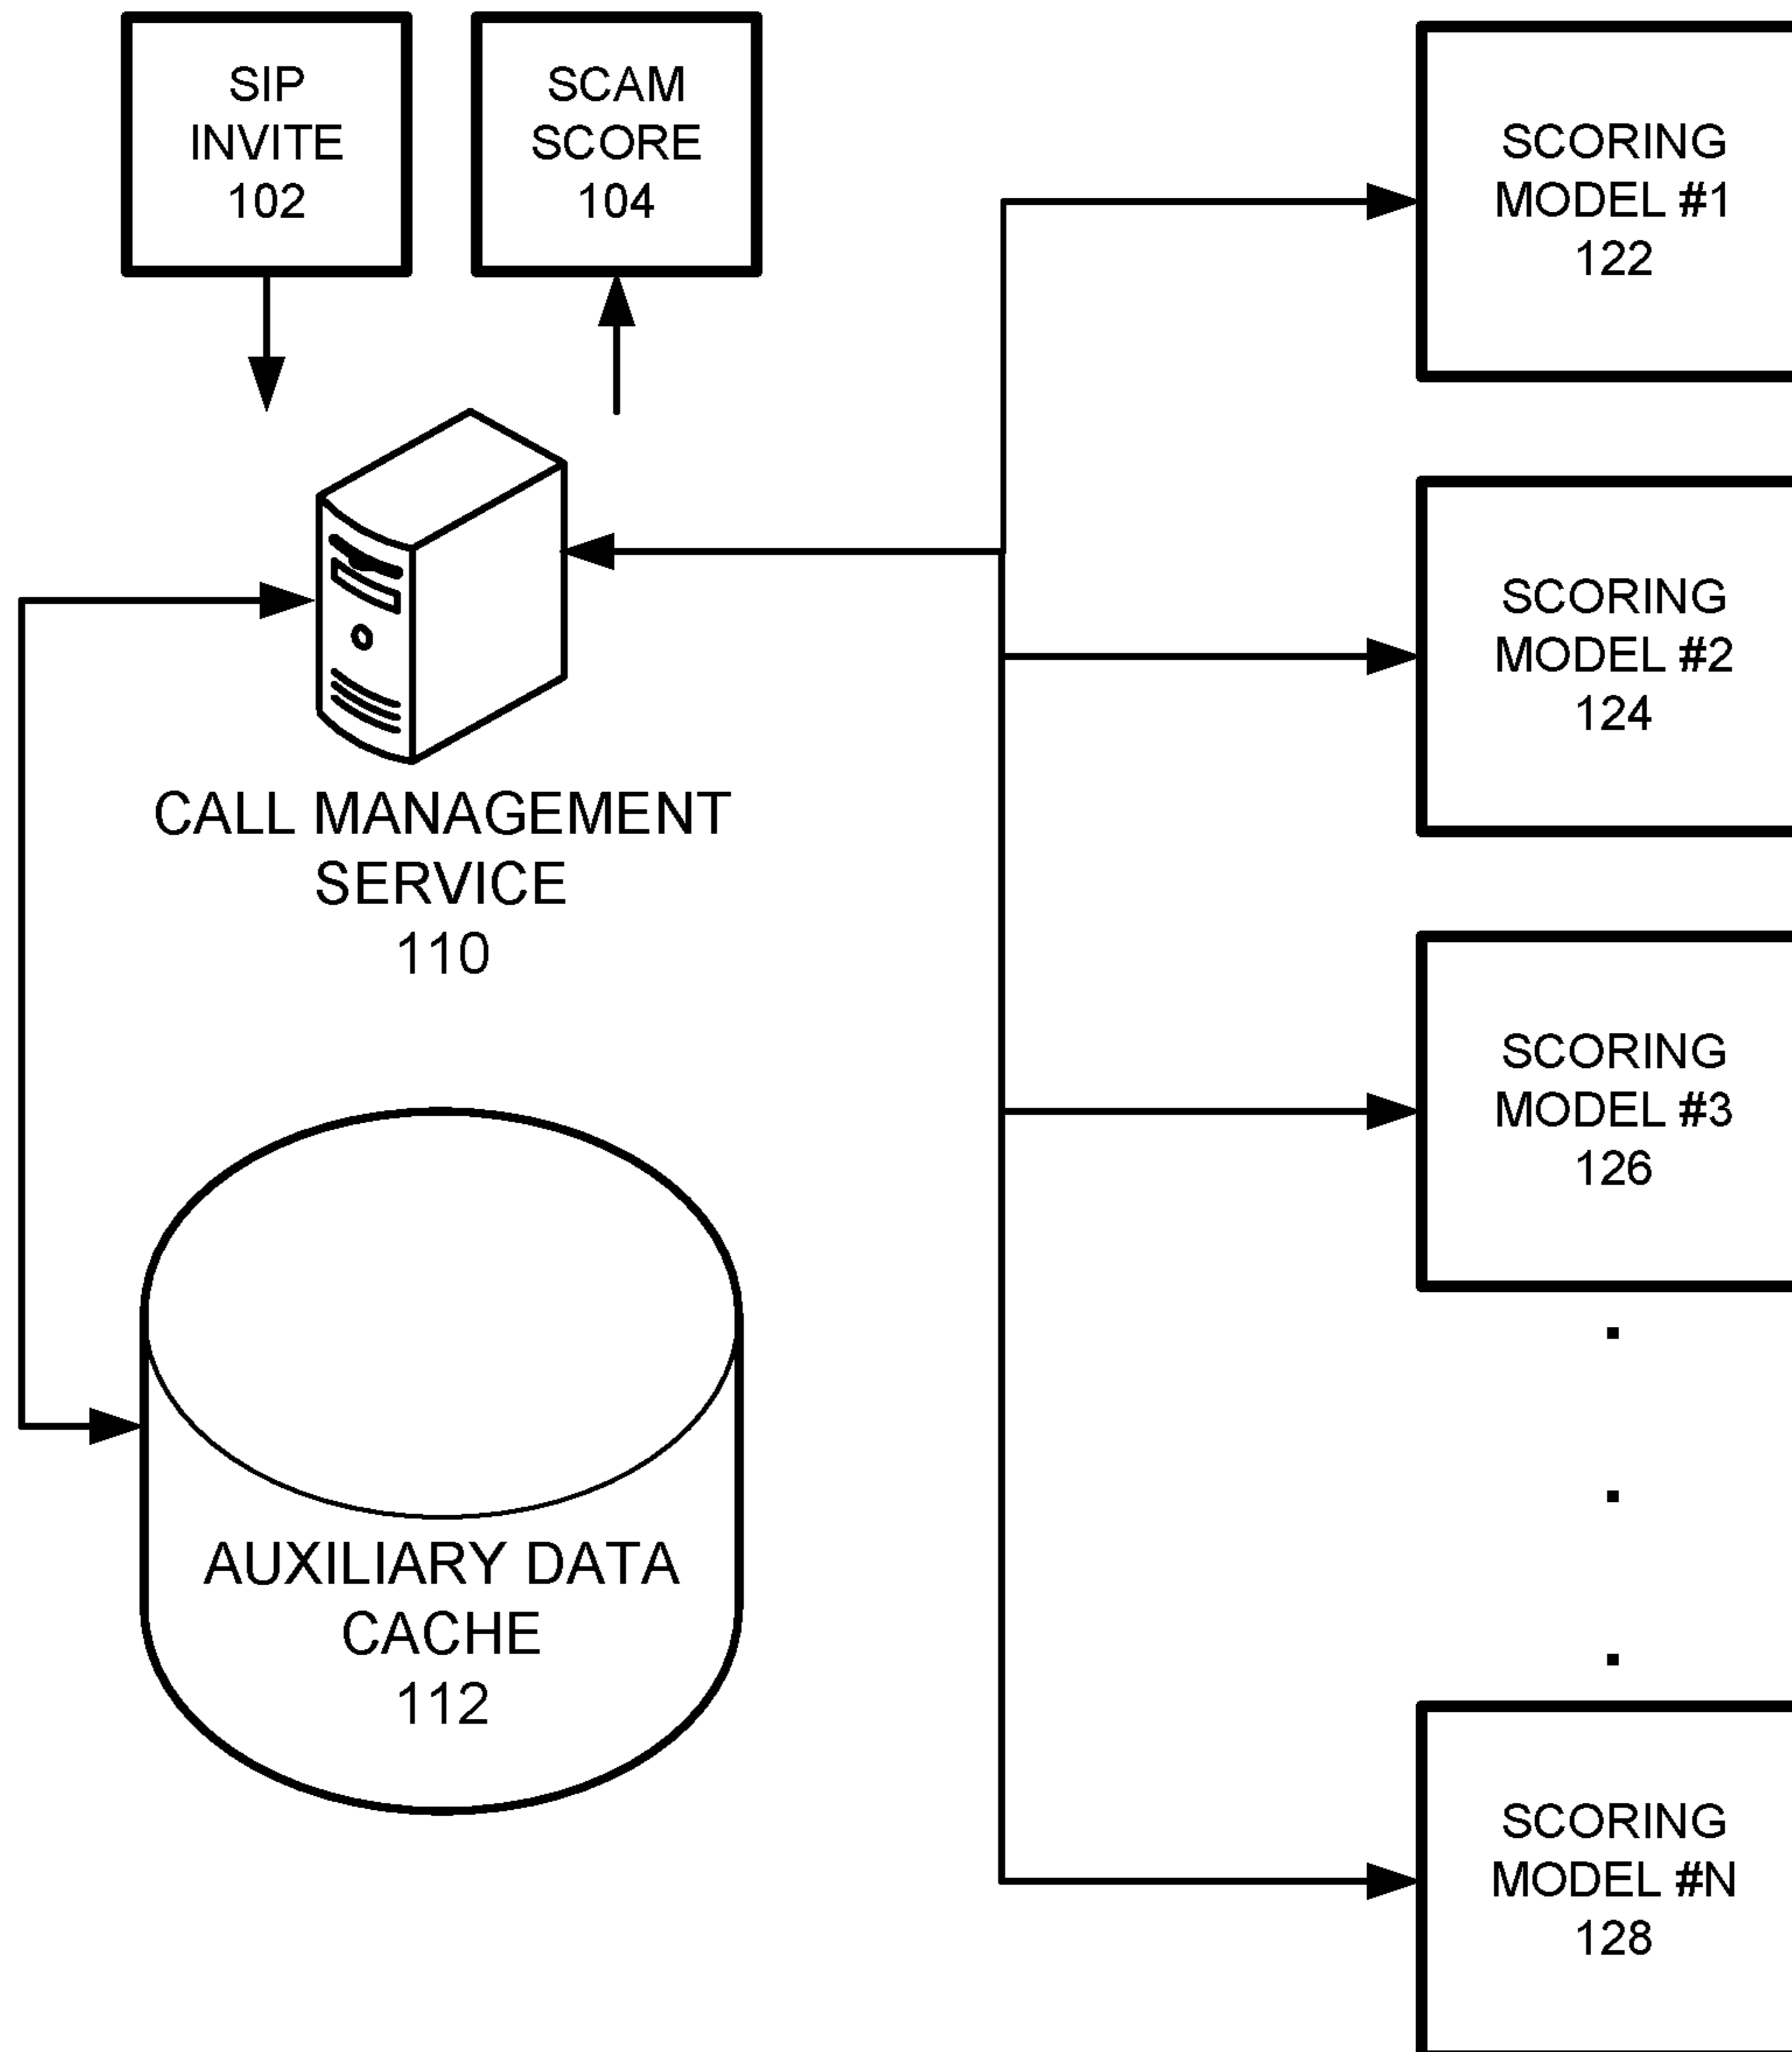 SIP
INVITE
102
SCAM
SCORE
104
SCORING
MODEL #1
122
SCORING
MODEL #2
124
CALL MANAGEMENT
SERVICE
110
SCORING
MODEL #3
126
AUXILIARY DATA
CACHE
112
SCORING
MODEL #N
128